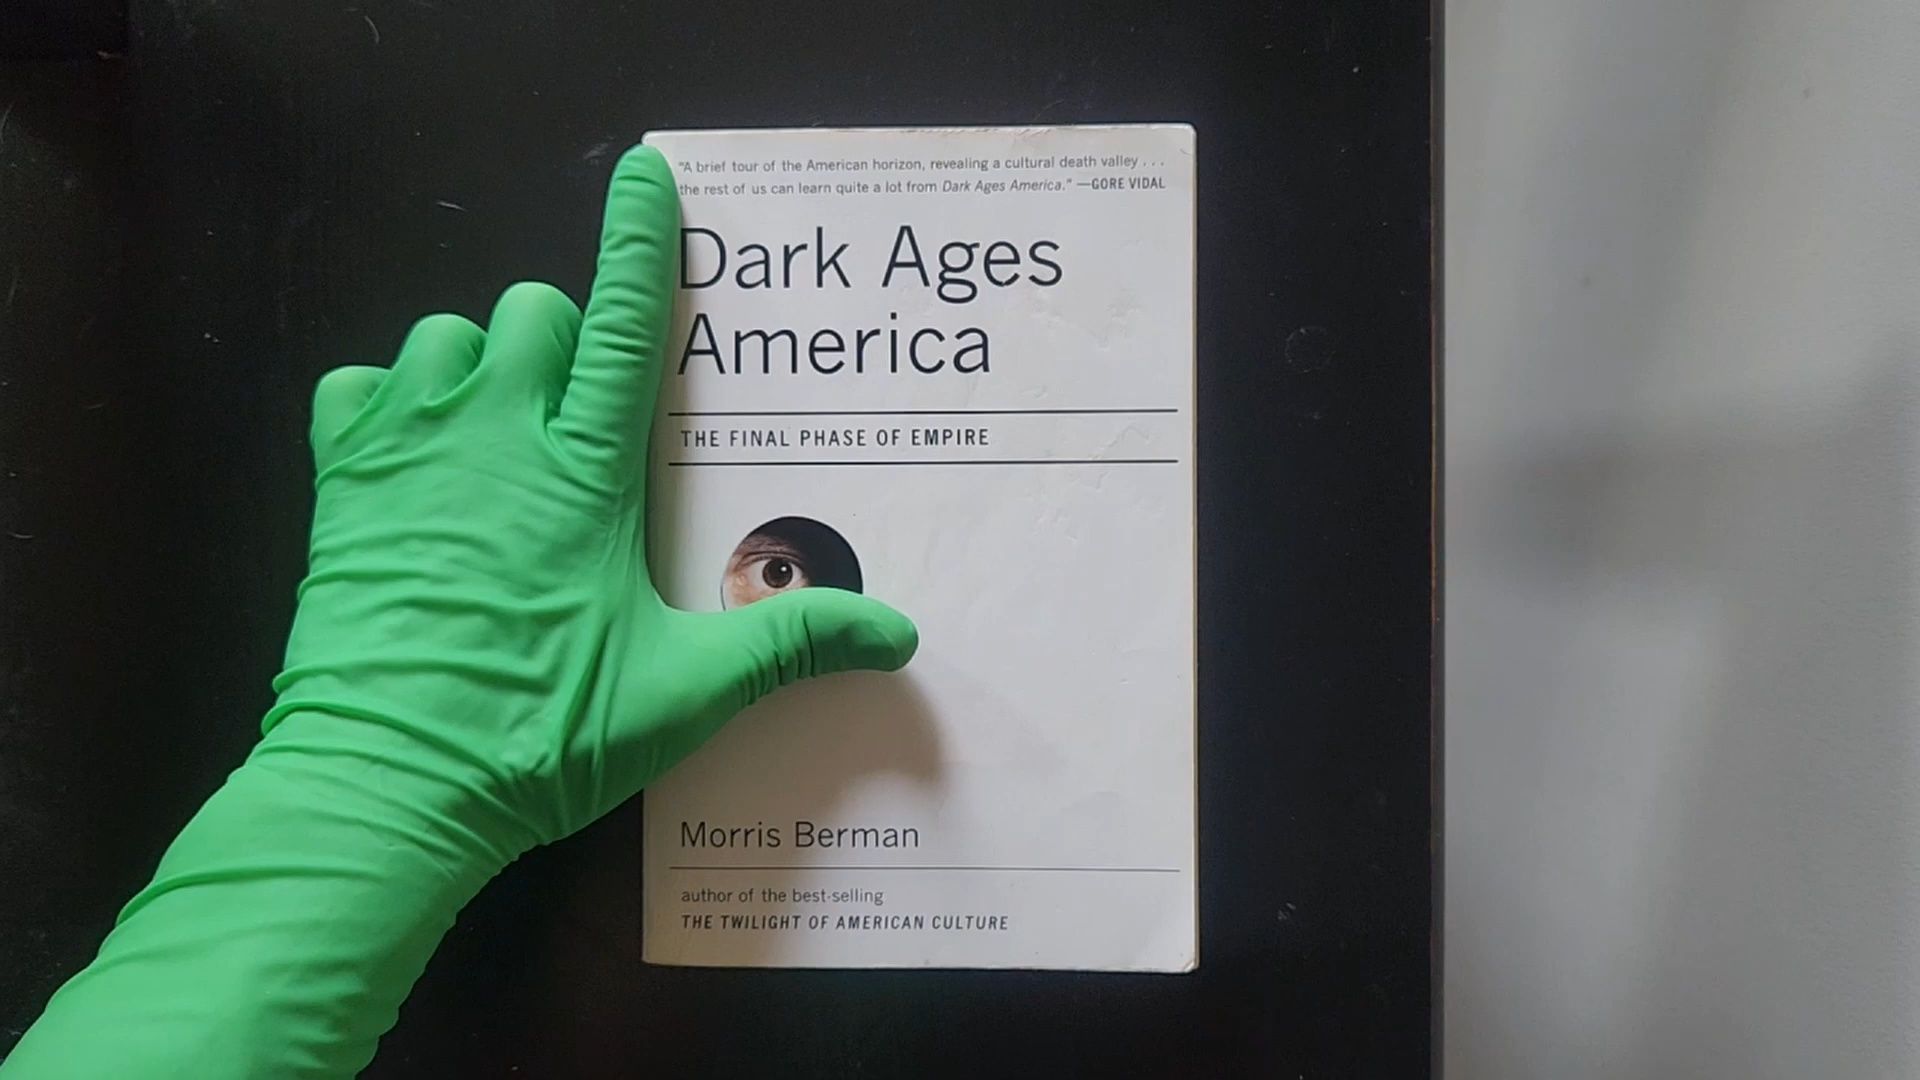 "A brief tour of the American horizon, revealing a cultural death valley . . .
the rest of us can learn quite a lot from Dark Ages America." —GORE VIDAL
Dark Ages
America
THE FINAL PHASE OF EMPIRE
Morris Berman
author of the best-selling
THE TWILIGHT OF AMERICAN CULTURE